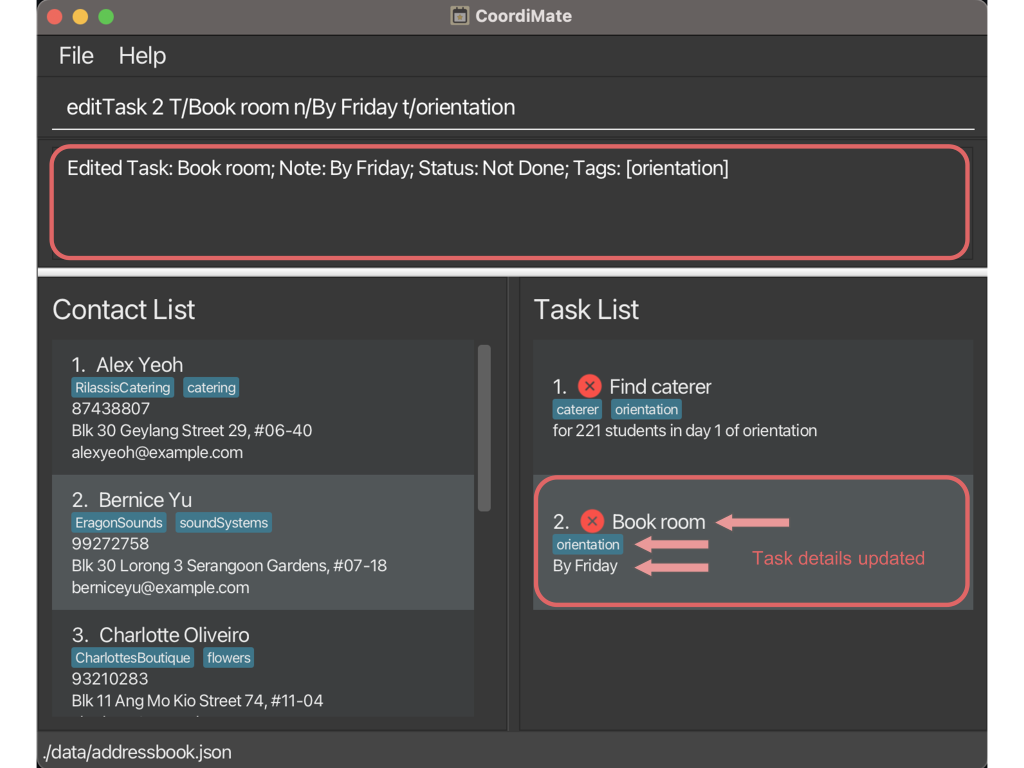 CoordiMate
File Help
editTask 2 T/Book room n/By Friday t/orientation
Edited Task: Book room; Note: By Friday; Status: Not Done; Tags: [orientation]
Contact List
1. Alex Yeoh
RilassisCatering catering
87438807
Blk 30 Geylang Street 29, #06-40
alexyeoh@example.com
2. Bernice Yu
EragonSounds soundSystems
99272758
Blk 30 Lorong 3 Serangoon Gardens, #07-18
berniceyu@example.com
3. Charlotte Oliveiro
CharlottesBoutique flowers
93210283
Blk 11 Ang Mo Kio Street 74, #11-04
Task List
1. Find caterer
caterer orientation
for 221 students in day 1 of orientation
2. Book room
orientation
By Friday
Task details updated
./data/addressbook.json